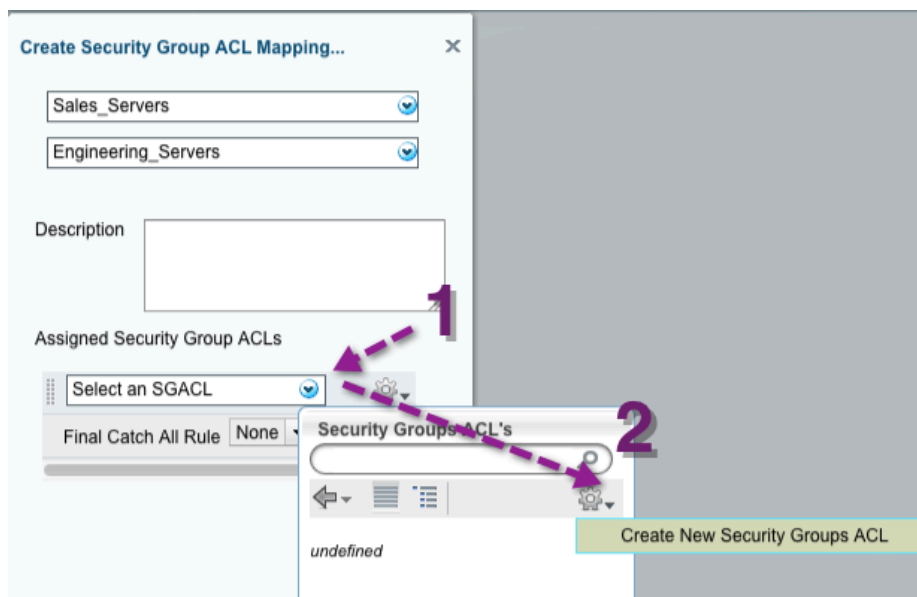 Create Security Group ACL Mapping...
Sales_Servers
Engineering_Servers
Description
1
Assigned Security Group ACLs
Select an SGACL
Final Catch All Rule None
Security Groups ACL's
2
Create New Security Groups ACL
undefined